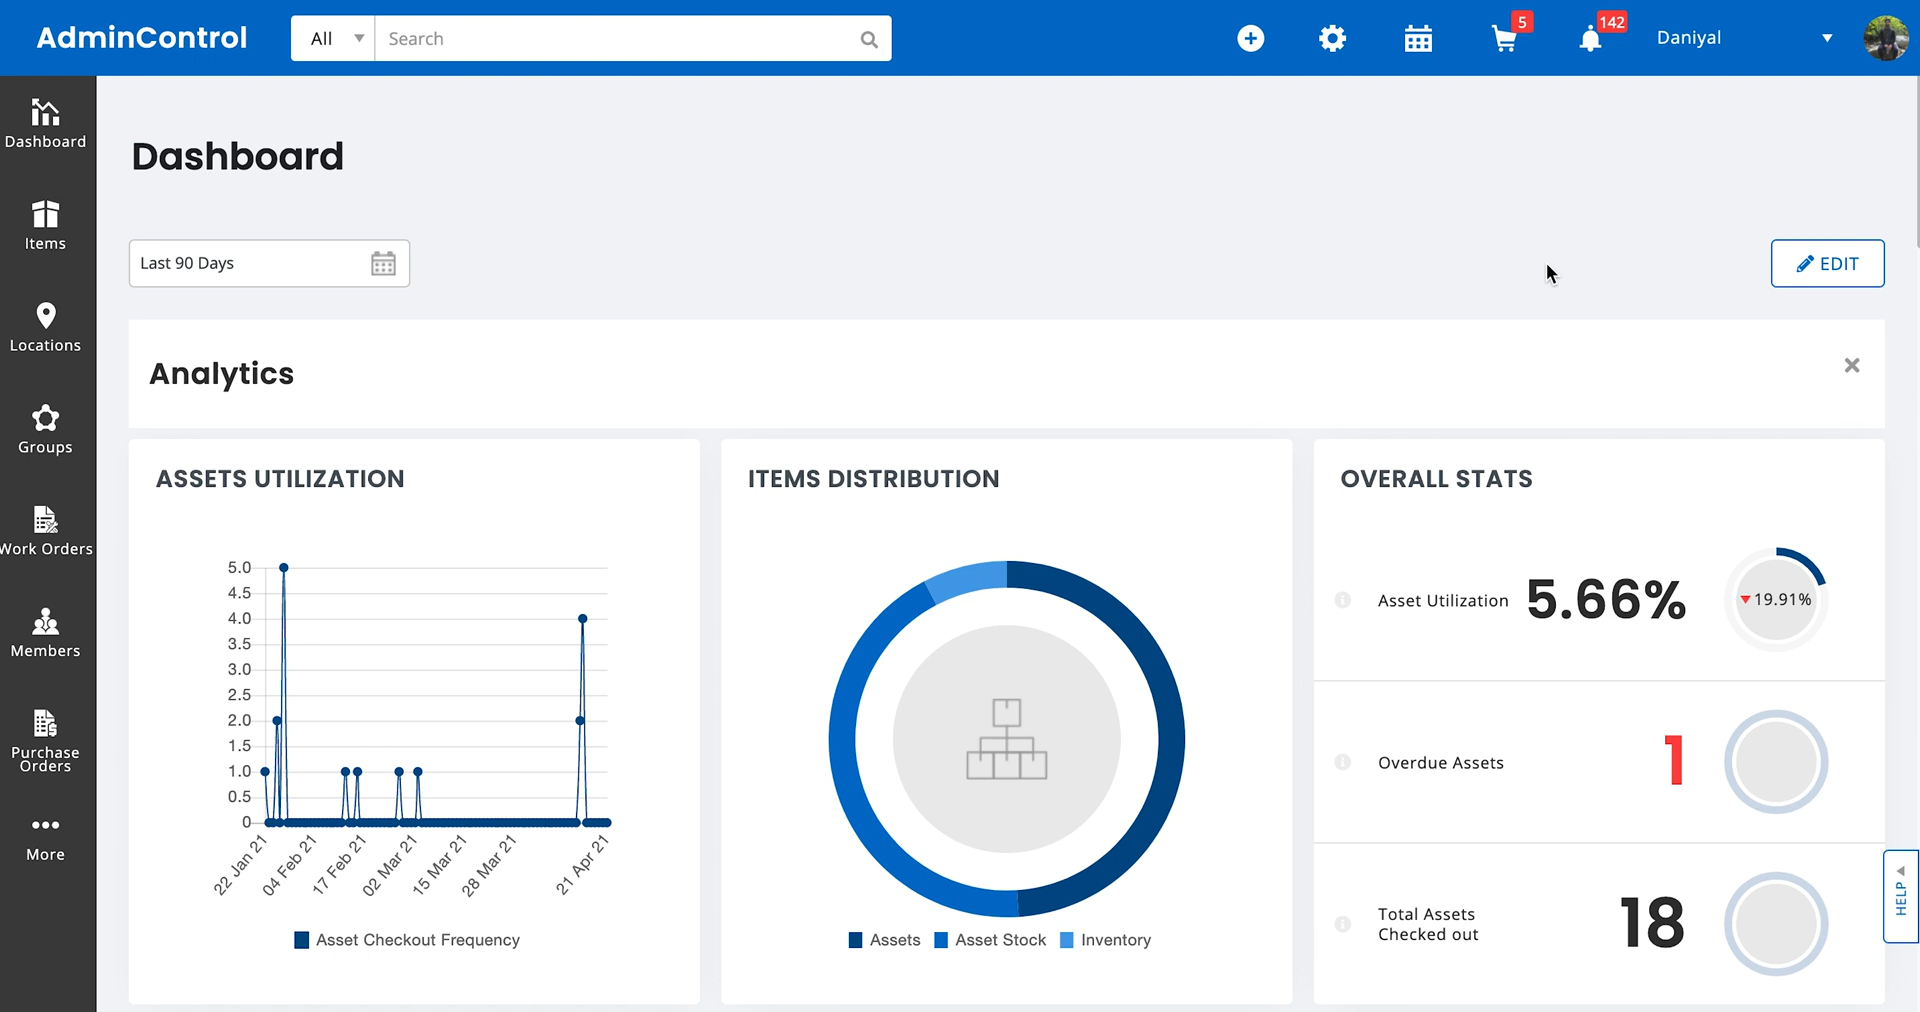 AdminControl
All
Search
5
142
Daniyal
Dashboard
Items
Locations
Groups
Work Orders
Members
Purchase
Orders
More
Dashboard
Last 90 Days
EDIT
Analytics
ASSETS UTILIZATION
5.0
4.5
4.0
3.5
3.0
2.5
2.0
1.5
1.0
0.5
0
22 Jan 21
04 Feb 21
17 Feb 21
02 Mar 21
15 Mar 21
28 Mar 21
21 Apr 21
Asset Checkout Frequency
ITEMS DISTRIBUTION
Assets
Asset Stock
Inventory
OVERALL STATS
Asset Utilization
5.66%
19.91%
Overdue Assets
1
Total Assets
Checked out
18
HELP